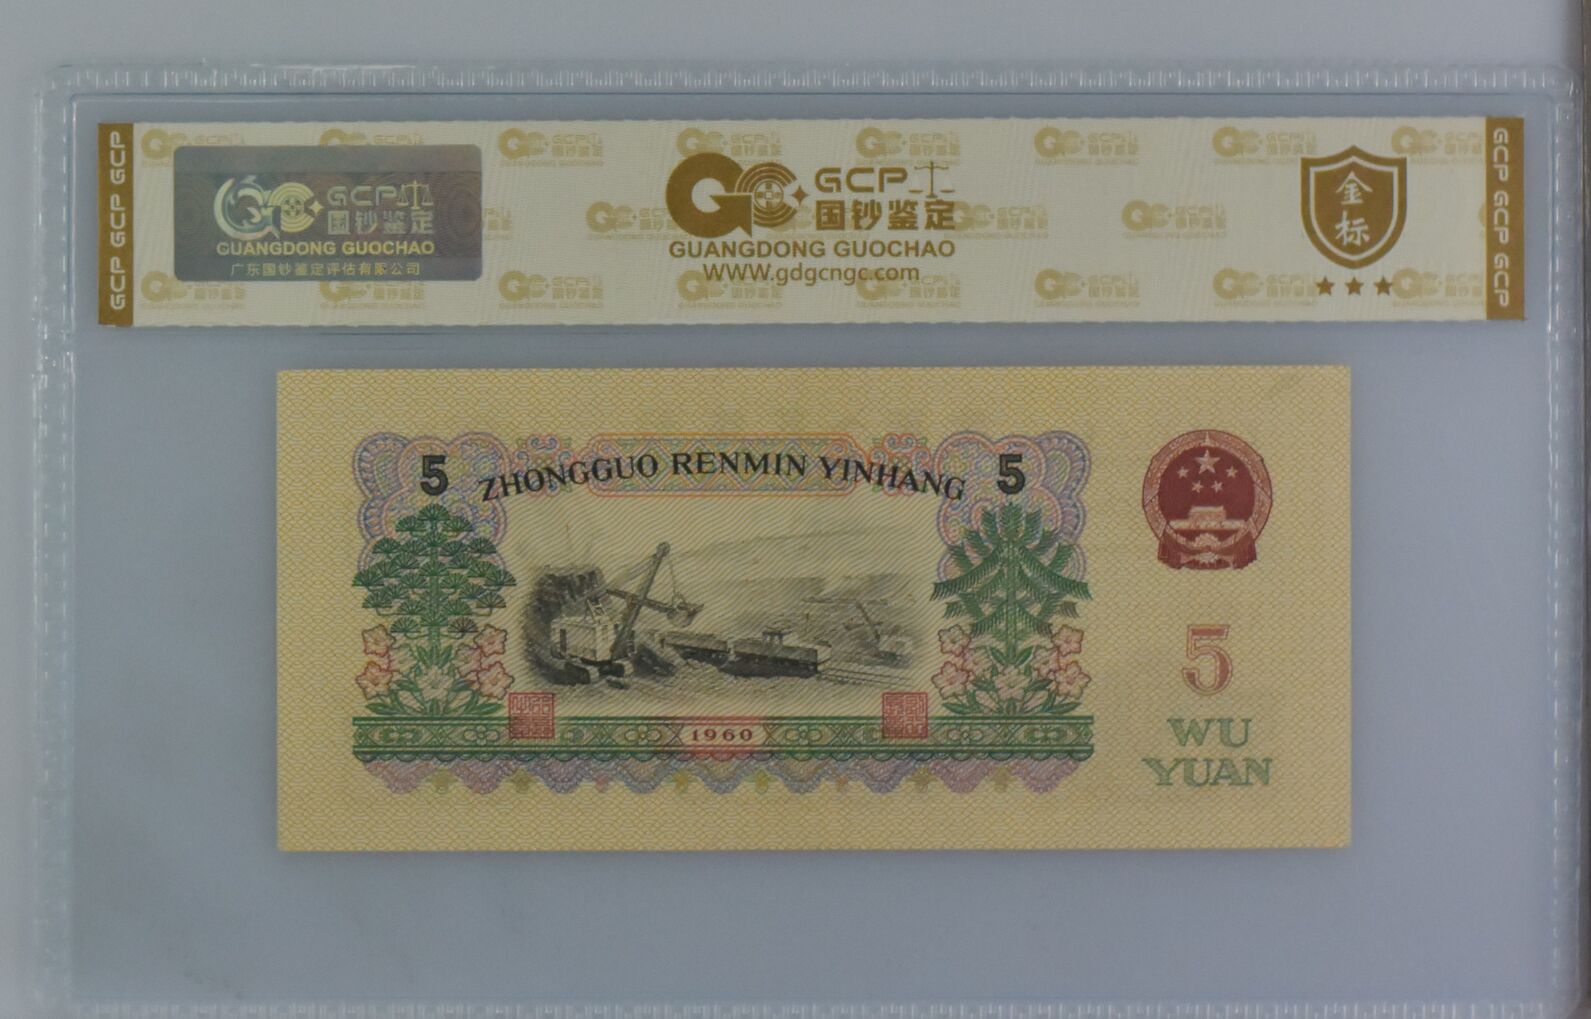 GCP GCP GCP
GCP
国钞鉴定
GUANGDONG GUOCHAO
广东国钞鉴定评估有限公司
GCP
国钞鉴定
GUANGDONG GUOCHAO
WWW.gdgcngc.com
金
标
GCP GCP GCP
5 ZHONGGUO RENMIN YINHANG 5
1960
5
WU
YUAN